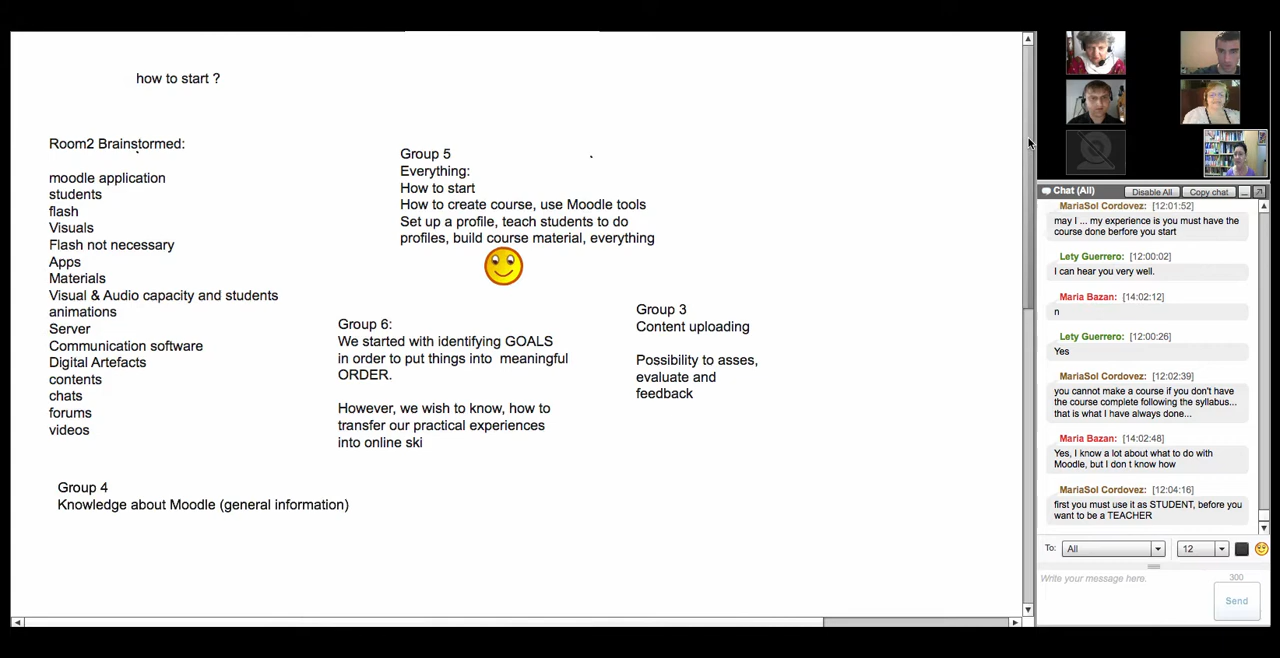 how to start ?
Room2 Brainstormed:
moodle application
students
flash
Visuals
Flash not necessary
Apps
Materials
Visual & Audio capacity and students
animations
Server
Communication software
Digital Artefacts
contents
chats
forums
videos
Group 5
Everything:
How to start
How to create course, use Moodle tools
Set up a profile, teach students to do
profiles, build course material, everything
Group 6:
We started with identifying GOALS
in order to put things into meaningful
ORDER.
However, we wish to know, how to
transfer our practical experiences
into online ski
Group 3
Content uploading
Possibility to asses,
evaluate and
feedback
Group 4
Knowledge about Moodle (general information)
Chat (All)
Disable All
Copy chat
MariaSol Cordovez: [12:01:52]
may I ... my experience is you must have the
course done berfore you start
Lety Guerrero: [12:00:02]
I can hear you very well.
Maria Bazan: [14:02:12]
n
Lety Guerrero: [12:00:26]
Yes
MariaSol Cordovez: [12:02:39]
you cannot make a course if you don't have
the course complete following the syllabus...
that is what I have always done...
Maria Bazan: [14:02:48]
Yes, I know a lot about what to do with
Moodle, but I don t know how
MariaSol Cordovez: [12:04:16]
first you must use it as STUDENT, before you
want to be a TEACHER
To: All 12
Write your message here.
300
Send